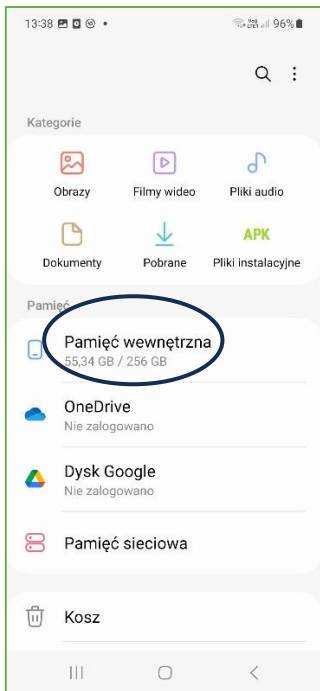 13:38 96%
Kategorie
Obrazy Filmy wideo Pliki audio
APK
Dokumenty Pobrane Pliki instalacyjne
Pamięć
Pamięć wewnętrzna
55,34 GB / 256 GB
OneDrive
Nie zalogowano
Dysk Google
Nie zalogowano
Pamięć sieciowa
Kosz